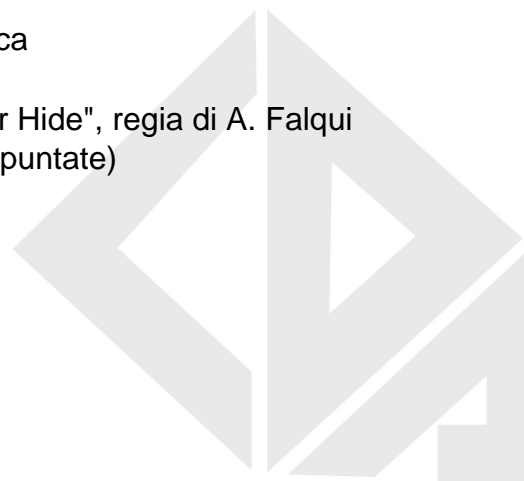 ca
r Hide", regia di A. Falqui
puntate)